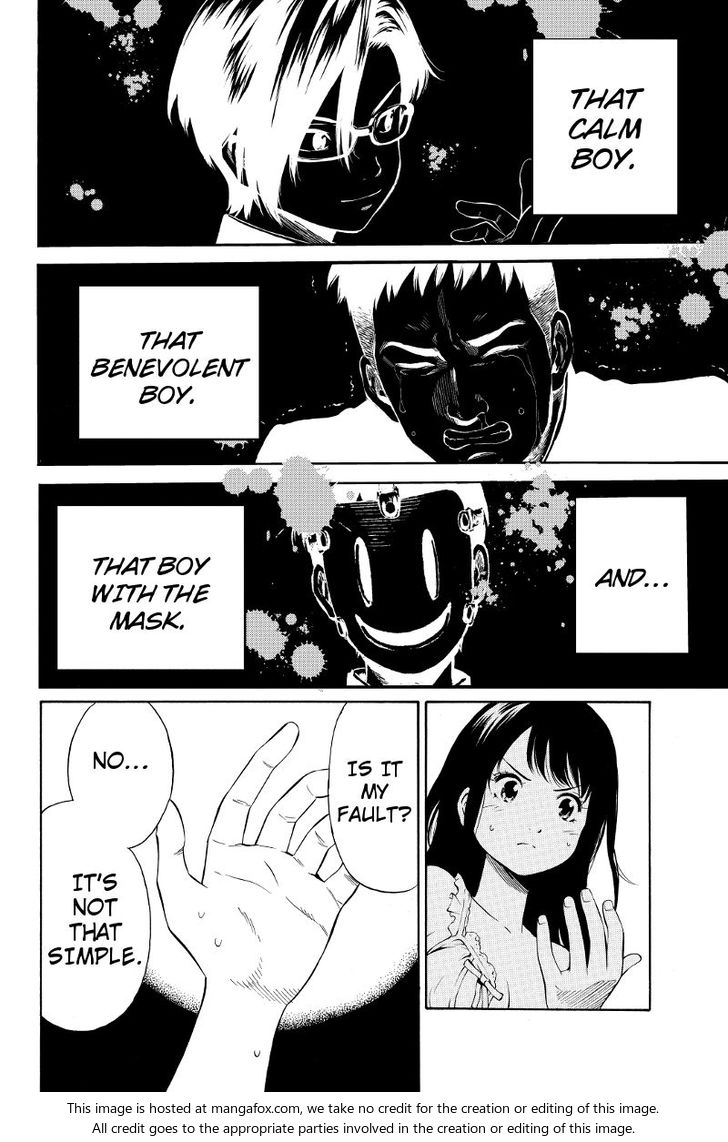 THAT
CALM
BOY.
THAT
BENEVOLENT
BOY.
THAT BOY
WITH THE
MASK.
AND...
IS IT
MY
FAULT?
NO...
IT'S
NOT
THAT
SIMPLE.
This image is hosted at mangafox.com, we take no credit for the creation or editing of this image.
All credit goes to the appropriate parties involved in the creation or editing of this image.